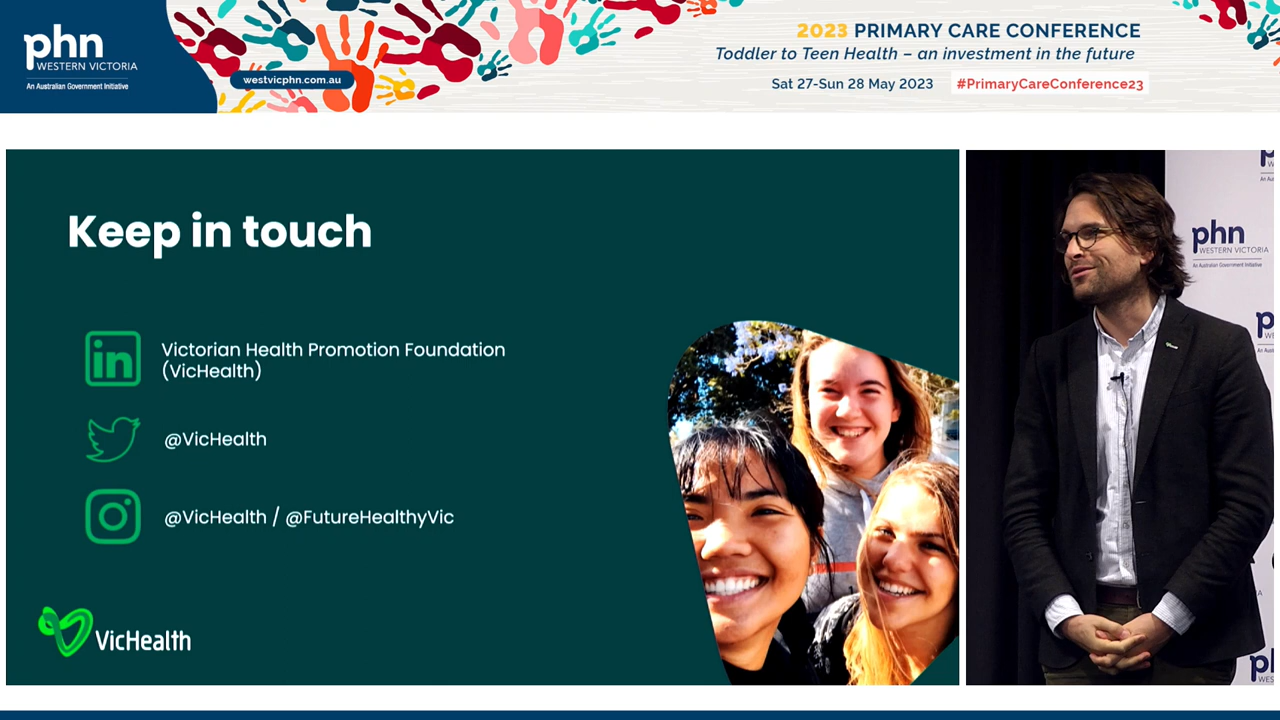 phn
WESTERN VICTORIA
An Australian Government Initiative
westvicphn.com.au
2023 PRIMARY CARE CONFERENCE
Toddler to Teen Health – an investment in the future
Sat 27-Sun 28 May 2023 #PrimaryCareConference23
Keep in touch
in
Victorian Health Promotion Foundation
(VicHealth)
@VicHealth
@VicHealth / @FutureHealthyVic
VicHealth
phn
WESTERN VICTORIA
An Australian Government Initiative